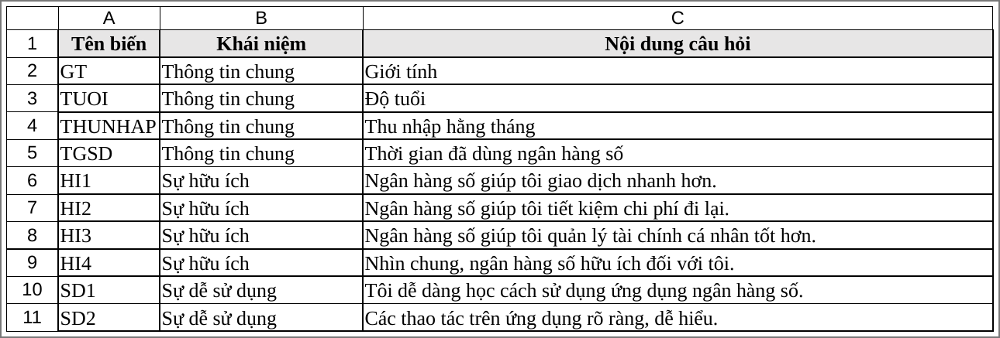 A B C
1 Tên biến Khái niệm Nội dung câu hỏi
2 GT Thông tin chung Giới tính
3 TUOI Thông tin chung Độ tuổi
4 THUNHAP Thông tin chung Thu nhập hằng tháng
5 TGSD Thông tin chung Thời gian đã dùng ngân hàng số
6 HI1 Sự hữu ích Ngân hàng số giúp tôi giao dịch nhanh hơn.
7 HI2 Sự hữu ích Ngân hàng số giúp tôi tiết kiệm chi phí đi lại.
8 HI3 Sự hữu ích Ngân hàng số giúp tôi quản lý tài chính cá nhân tốt hơn.
9 HI4 Sự hữu ích Nhìn chung, ngân hàng số hữu ích đối với tôi.
10 SD1 Sự dễ sử dụng Tôi dễ dàng học cách sử dụng ứng dụng ngân hàng số.
11 SD2 Sự dễ sử dụng Các thao tác trên ứng dụng rõ ràng, dễ hiểu.